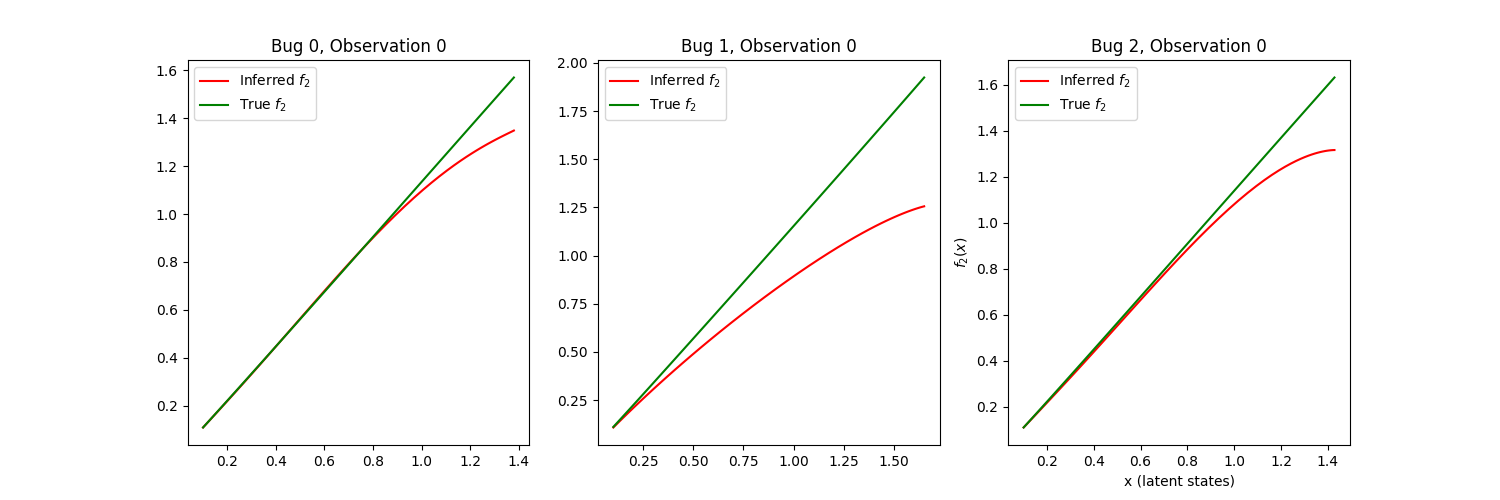 Bug 0, Observation 0
Inferred f₂
True f₂
1.6
1.4
1.2
1.0
0.8
0.6
0.4
0.2
0.2 0.4 0.6 0.8 1.0 1.2 1.4
Bug 1, Observation 0
Inferred f₂
True f₂
2.00
1.75
1.50
1.25
1.00
0.75
0.50
0.25
0.25 0.50 0.75 1.00 1.25 1.50
Bug 2, Observation 0
Inferred f₂
True f₂
f₂(x)
1.6
1.4
1.2
1.0
0.8
0.6
0.4
0.2
0.2 0.4 0.6 0.8 1.0 1.2 1.4
x (latent states)